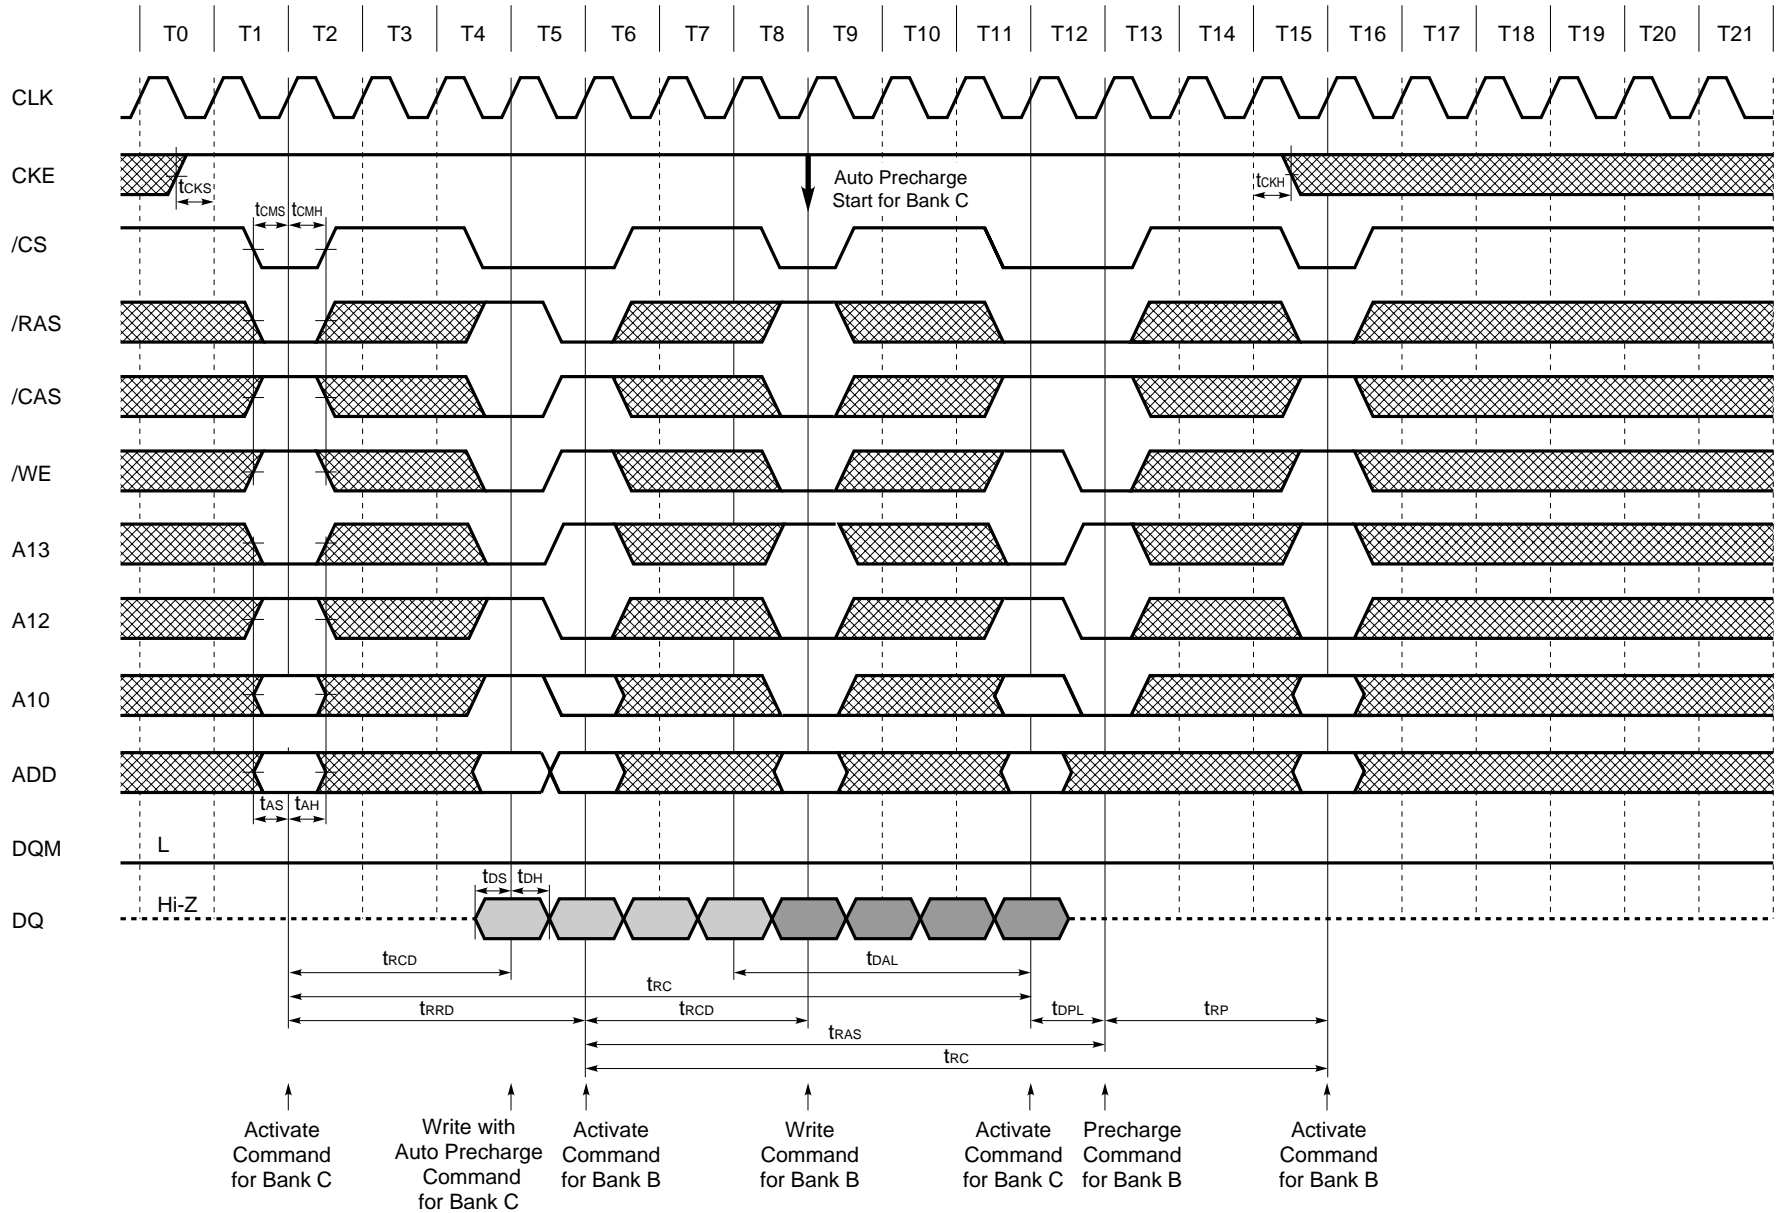 T0 T1 T2 T3 T4 T5 T6 T7 T8 T9 T10 T11 T12 T13 T14 T15 T16 T17 T18 T19 T20 T21
CLK
CKE
tCKS
Auto Precharge
Start for Bank C
tCKH
tCMS tCMH
/CS
/RAS
/CAS
/WE
A13
A12
A10
ADD
tAS tAH
DQM
L
tDS tDH
DQ
Hi-Z
tRCD
tDAL
tRC
tRRD
tRCD
tDPL
tRP
tRAS
tRC
Activate
Command
for Bank C
Write with
Auto Precharge
Command
for Bank C
Activate
Command
for Bank B
Write
Command
for Bank B
Activate
Command
for Bank C
Precharge
Command
for Bank B
Activate
Command
for Bank B